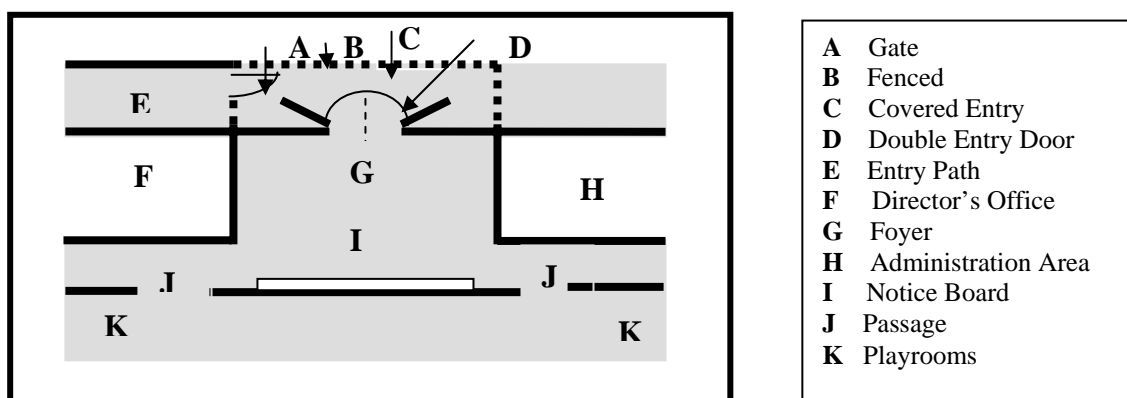 A B C D
E
F G H
I
J J
K K
A Gate
B Fenced
C Covered Entry
D Double Entry Door
E Entry Path
F Director’s Office
G Foyer
H Administration Area
I Notice Board
J Passage
K Playrooms